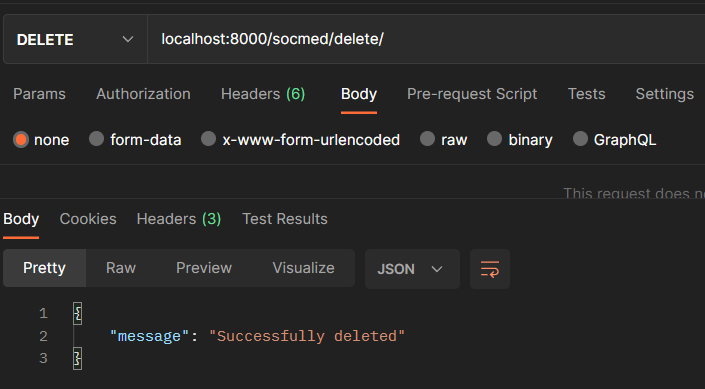 DELETE localhost:8000/socmed/delete/
Params Authorization Headers (6) Body Pre-request Script Tests Settings
none form-data x-www-form-urlencoded raw binary GraphQL
This request does
Body Cookies Headers (3) Test Results
Pretty Raw Preview Visualize JSON
1 {
2 "message": "Successfully deleted"
3 }